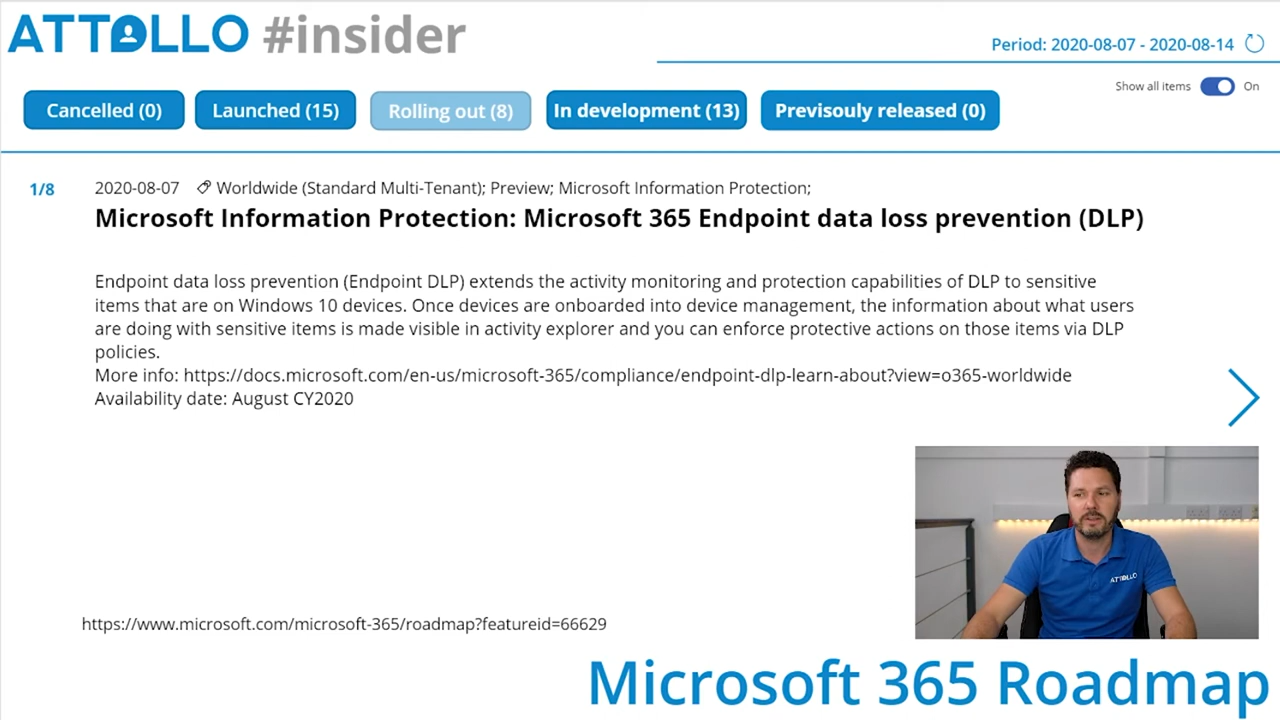 ATTOLLO #insider
Period: 2020-08-07 - 2020-08-14
Show all items On
Cancelled (0) Launched (15) Rolling out (8) In development (13) Previsouly released (0)
1/8 2020-08-07 Worldwide (Standard Multi-Tenant); Preview; Microsoft Information Protection;
Microsoft Information Protection: Microsoft 365 Endpoint data loss prevention (DLP)
Endpoint data loss prevention (Endpoint DLP) extends the activity monitoring and protection capabilities of DLP to sensitive
items that are on Windows 10 devices. Once devices are onboarded into device management, the information about what users
are doing with sensitive items is made visible in activity explorer and you can enforce protective actions on those items via DLP
policies.
More info: https://docs.microsoft.com/en-us/microsoft-365/compliance/endpoint-dlp-learn-about?view=o365-worldwide
Availability date: August CY2020
ATTOLLO
https://www.microsoft.com/microsoft-365/roadmap?featureid=66629
Microsoft 365 Roadmap